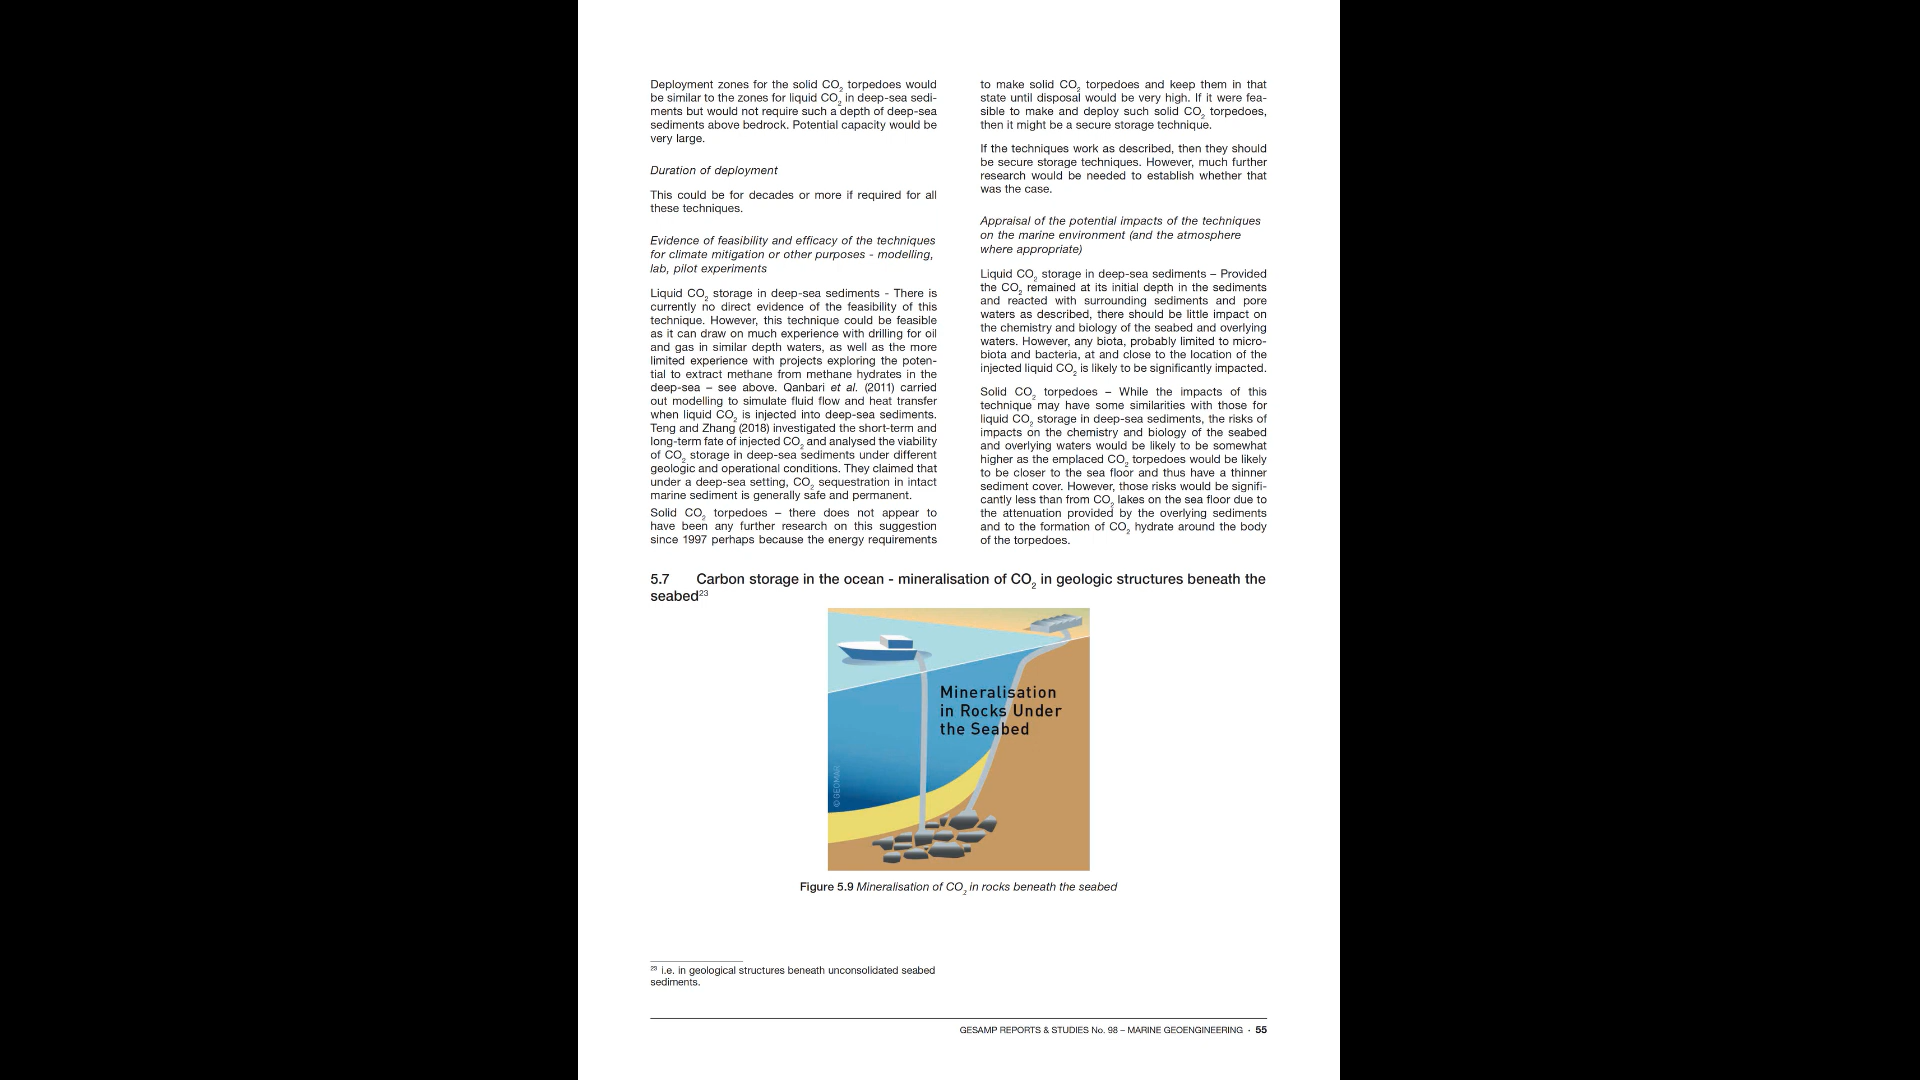 Deployment zones for the solid CO2 torpedoes would
be similar to the zones for liquid CO2 in deep-sea sedi-
ments but would not require such a depth of deep-sea
sediments above bedrock. Potential capacity would be
very large.
Duration of deployment
This could be for decades or more if required for all
these techniques.
Evidence of feasibility and efficacy of the techniques
for climate mitigation or other purposes - modelling,
lab, pilot experiments
Liquid CO2 storage in deep-sea sediments - There is
currently no direct evidence of the feasibility of this
technique. However, this technique could be feasible
as it can draw on much experience with drilling for oil
and gas in similar depth waters, as well as the more
limited experience with projects exploring the poten-
tial to extract methane from methane hydrates in the
deep-sea – see above. Qanbari et al. (2011) carried
out modelling to simulate fluid flow and heat transfer
when liquid CO2 is injected into deep-sea sediments.
Teng and Zhang (2018) investigated the short-term and
long-term fate of injected CO2 and analysed the viability
of CO2 storage in deep-sea sediments under different
geologic and operational conditions. They claimed that
under a deep-sea setting, CO2 sequestration in intact
marine sediment is generally safe and permanent.
Solid CO2 torpedoes – there does not appear to
have been any further research on this suggestion
since 1997 perhaps because the energy requirements
to make solid CO2 torpedoes and keep them in that
state until disposal would be very high. If it were fea-
sible to make and deploy such solid CO2 torpedoes,
then it might be a secure storage technique.
If the techniques work as described, then they should
be secure storage techniques. However, much further
research would be needed to establish whether that
was the case.
Appraisal of the potential impacts of the techniques
on the marine environment (and the atmosphere
where appropriate)
Liquid CO2 storage in deep-sea sediments – Provided
the CO2 remained at its initial depth in the sediments
and reacted with surrounding sediments and pore
waters as described, there should be little impact on
the chemistry and biology of the seabed and overlying
waters. However, any biota, probably limited to micro-
biota and bacteria, at and close to the location of the
injected liquid CO2 is likely to be significantly impacted.
Solid CO2 torpedoes – While the impacts of this
technique may have some similarities with those for
liquid CO2 storage in deep-sea sediments, the risks of
impacts on the chemistry and biology of the seabed
and overlying waters would be likely to be somewhat
higher as the emplaced CO2 torpedoes would be likely
to be closer to the sea floor and thus have a thinner
sediment cover. However, those risks would be signifi-
cantly less than from CO2 lakes on the sea floor due to
the attenuation provided by the overlying sediments
and to the formation of CO2 hydrate around the body
of the torpedoes.
5.7 Carbon storage in the ocean - mineralisation of CO2 in geologic structures beneath the
seabed23
Mineralisation
in Rocks Under
the Seabed
© GEOMAR
Figure 5.9 Mineralisation of CO2 in rocks beneath the seabed
23 i.e. in geological structures beneath unconsolidated seabed
sediments.
GESAMP REPORTS & STUDIES No. 98 – MARINE GEOENGINEERING · 55